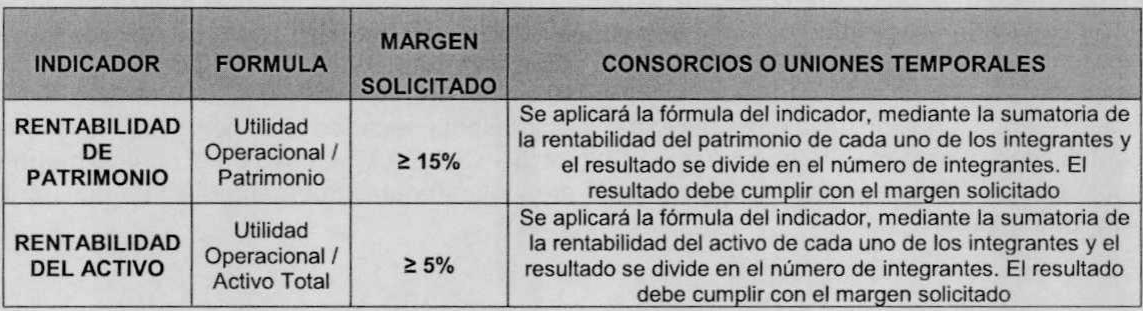 INDICADOR
FORMULA
MARGEN
SOLICITADO
CONSORCIOS O UNIONES TEMPORALES
RENTABILIDAD
DE
PATRIMONIO
Utilidad
Operacional /
Patrimonio
≥ 15%
Se aplicará la fórmula del indicador, mediante la sumatoria de
la rentabilidad del patrimonio de cada uno de los integrantes y
el resultado se divide en el número de integrantes. El
resultado debe cumplir con el margen solicitado
RENTABILIDAD
DEL ACTIVO
Utilidad
Operacional /
Activo Total
≥ 5%
Se aplicará la fórmula del indicador, mediante la sumatoria de
la rentabilidad del activo de cada uno de los integrantes y el
resultado se divide en el número de integrantes. El resultado
debe cumplir con el margen solicitado